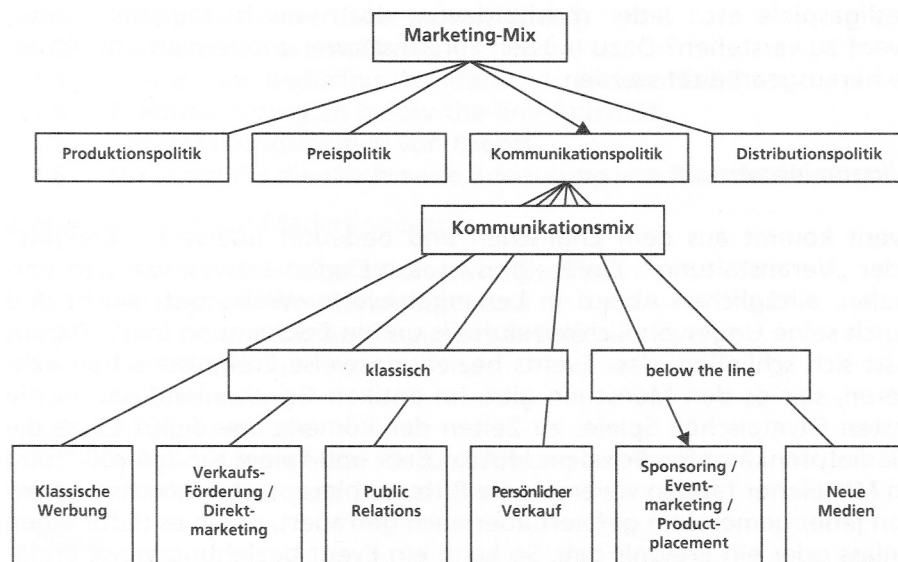 Marketing-Mix
Produktionspolitik
Preispolitik
Kommunikationspolitik
Distributionspolitik
Kommunikationsmix
klassisch
below the line
Klassische
Werbung
Verkaufs-
Förderung /
Direkt-
marketing
Public
Relations
Persönlicher
Verkauf
Sponsoring /
Event-
marketing /
Product-
placement
Neue
Medien